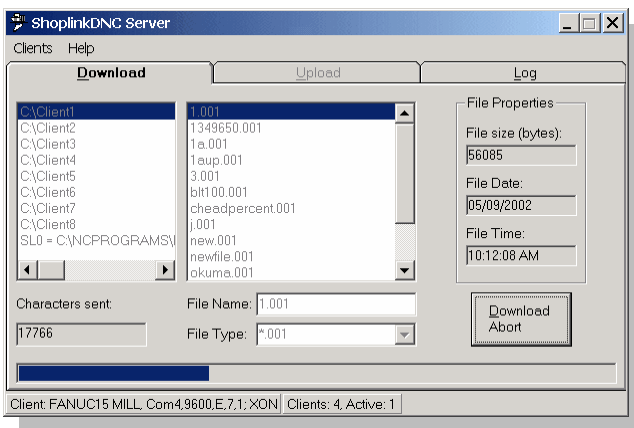 ShoplinkDNC Server
Clients Help
Download Upload Log
C:\Client1
C:\Client2
C:\Client3
C:\Client4
C:\Client5
C:\Client6
C:\Client7
C:\Client8
SL0 = C:\NCPROGRAMS\
1.001
1349650.001
1a.001
1aup.001
3.001
blt100.001
cheadpercent.001
j.001
new.001
newfile.001
okuma.001
File Properties
File size (bytes):
56085
File Date:
05/09/2002
File Time:
10:12:08 AM
Characters sent:
17766
File Name: 1.001
File Type: *.001
Download
Abort
Client: FANUC15 MILL, Com4,9600,E,7,1; XON Clients: 4, Active: 1